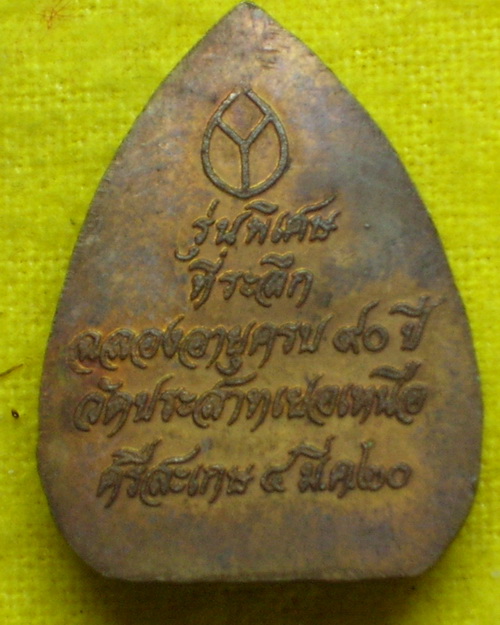 รุ่นพิเศษ
ที่ระลึก
ฉลองอายุครบ ๙๐ ปี
วัดประสาทเยอเหนือ
ศรีสะเกษ ๔ มี.ค.๒๐